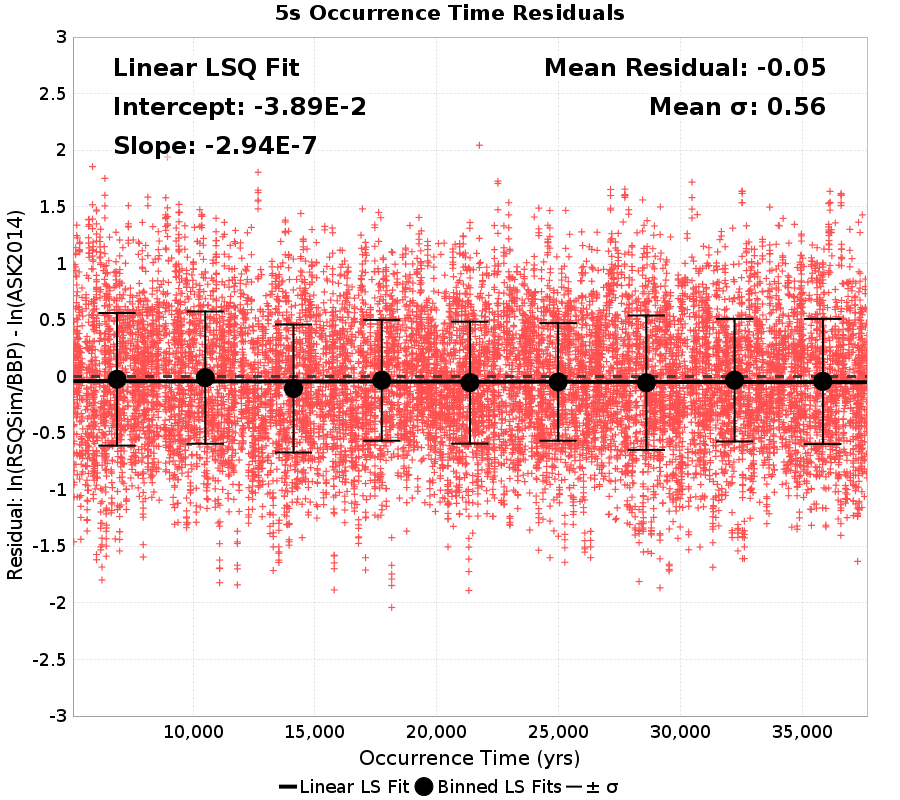 5s Occurrence Time Residuals
Linear LSQ Fit
Intercept: -3.89E-2
Slope: -2.94E-7
Mean Residual: -0.05
Mean σ: 0.56
Residual: ln(RSQSim/BBP) - ln(ASK2014)
3
2.5
2
1.5
1
0.5
0
-0.5
-1
-1.5
-2
-2.5
-3
10,000
15,000
20,000
25,000
30,000
35,000
Occurrence Time (yrs)
Linear LS Fit
Binned LS Fits
± σ